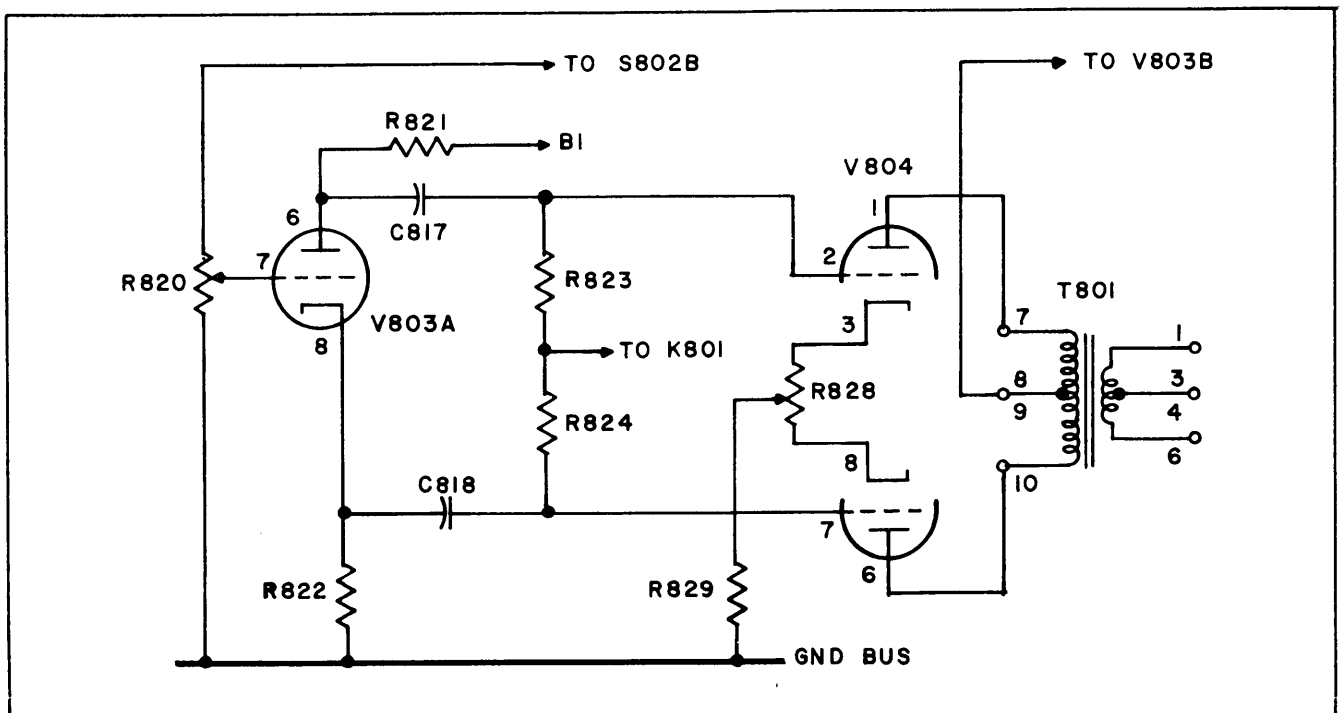 TO S802B
TO V803B
R821
B1
V804
1
6
C817
7
2
R820
R823
T801
V803A
3
7
8
TO K801
1
R828
8
3
9
4
R824
6
8
10
C818
7
6
R822
R829
GND BUS